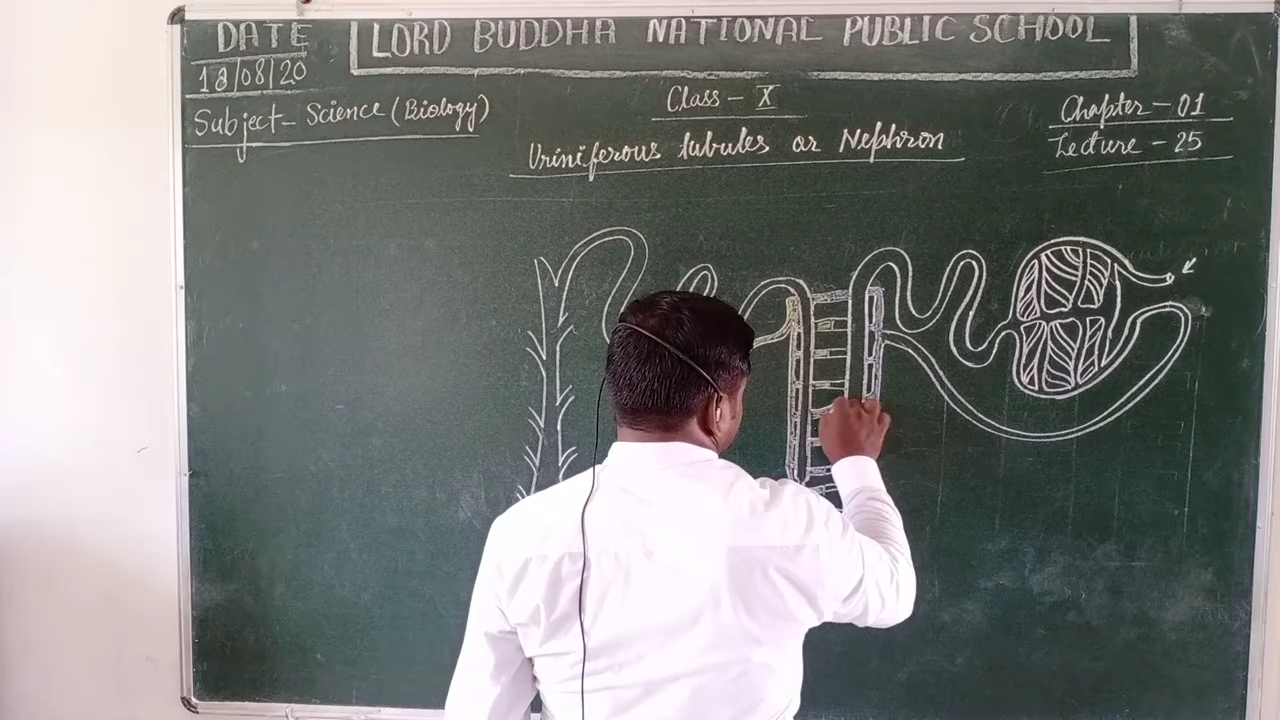 DATE
18/08/20
LORD BUDDHA NATIONAL PUBLIC SCHOOL
Subject - Science (Biology)
Class - X
Chapter - 01
Lecture - 25
Uriniferous tubules or Nephron